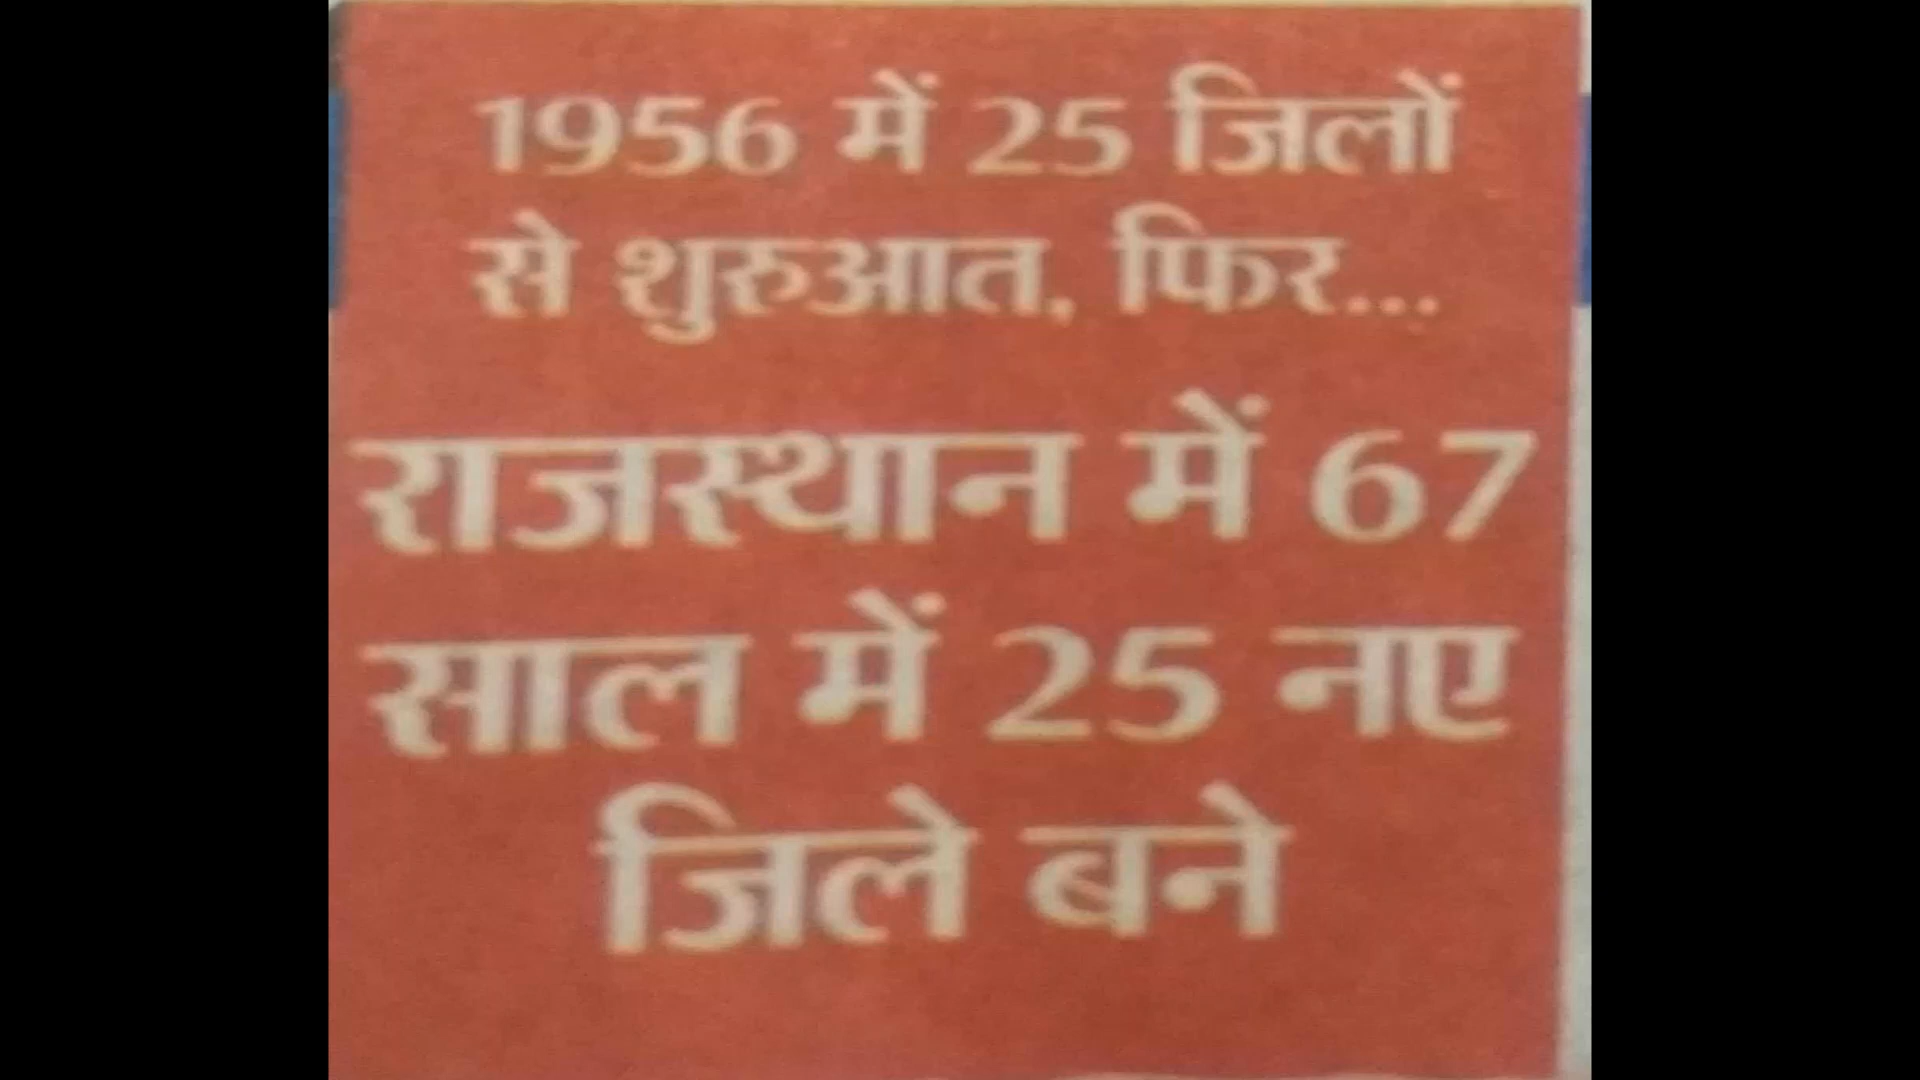 1956 में 25 जिलों
से शुरुआत, फिर...
राजस्थान में 67
साल में 25 नए
जिले बने